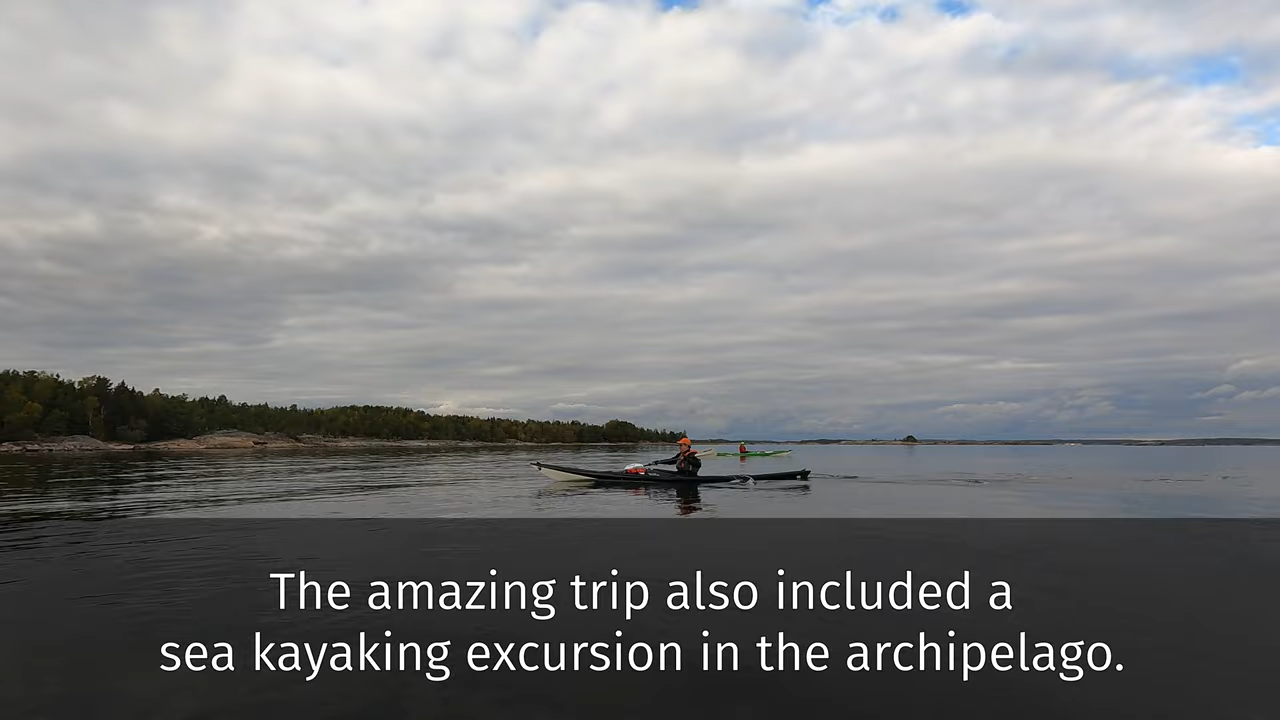 The amazing trip also included a
sea kayaking excursion in the archipelago.